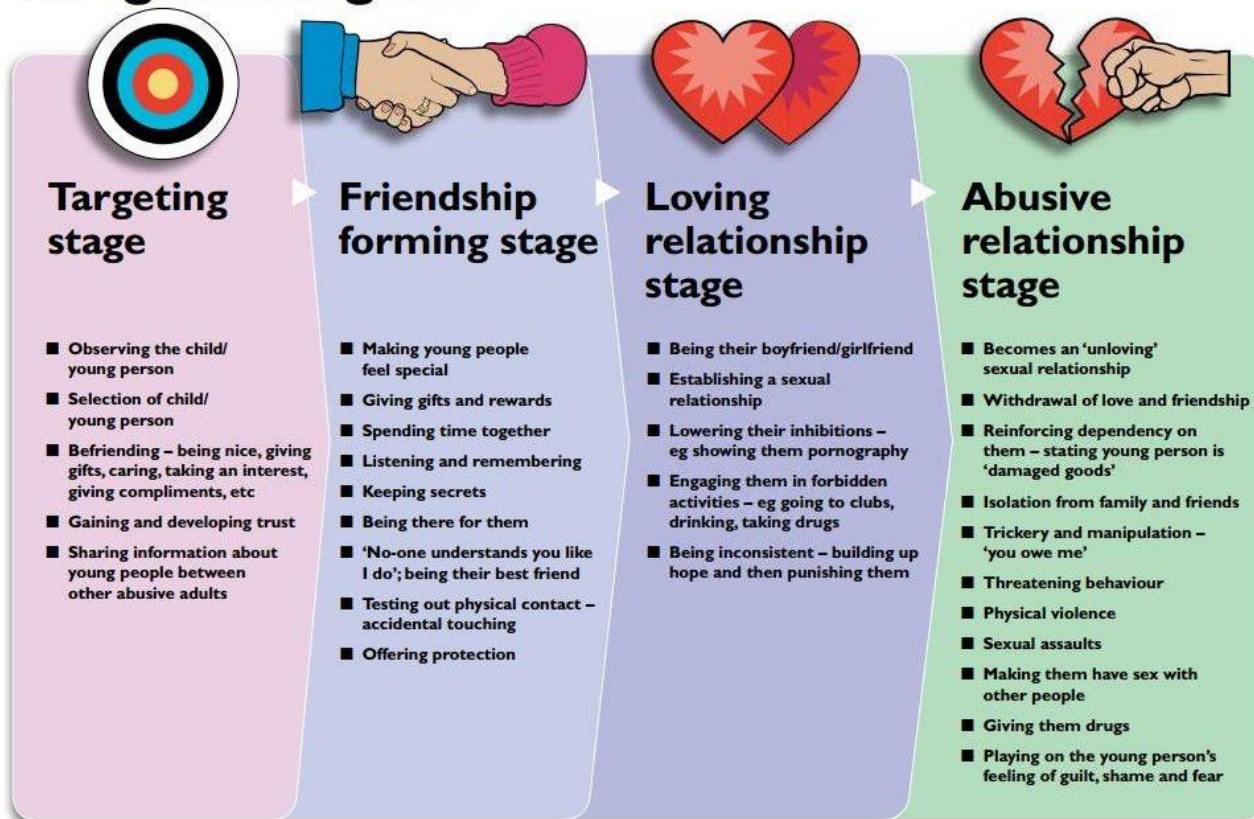 Targeting
stage
■ Observing the child/
young person
■ Selection of child/
young person
■ Befriending – being nice, giving
gifts, caring, taking an interest,
giving compliments, etc
■ Gaining and developing trust
■ Sharing information about
young people between
other abusive adults
Friendship
forming stage
■ Making young people
feel special
■ Giving gifts and rewards
■ Spending time together
■ Listening and remembering
■ Keeping secrets
■ Being there for them
■ ‘No-one understands you like
I do’; being their best friend
■ Testing out physical contact –
accidental touching
■ Offering protection
Loving
relationship
stage
■ Being their boyfriend/girlfriend
■ Establishing a sexual
relationship
■ Lowering their inhibitions –
eg showing them pornography
■ Engaging them in forbidden
activities – eg going to clubs,
drinking, taking drugs
■ Being inconsistent – building up
hope and then punishing them
Abusive
relationship
stage
■ Becomes an ‘unloving’
sexual relationship
■ Withdrawal of love and friendship
■ Reinforcing dependency on
them – stating young person is
‘damaged goods’
■ Isolation from family and friends
■ Trickery and manipulation –
‘you owe me’
■ Threatening behaviour
■ Physical violence
■ Sexual assaults
■ Making them have sex with
other people
■ Giving them drugs
■ Playing on the young person’s
feeling of guilt, shame and fear